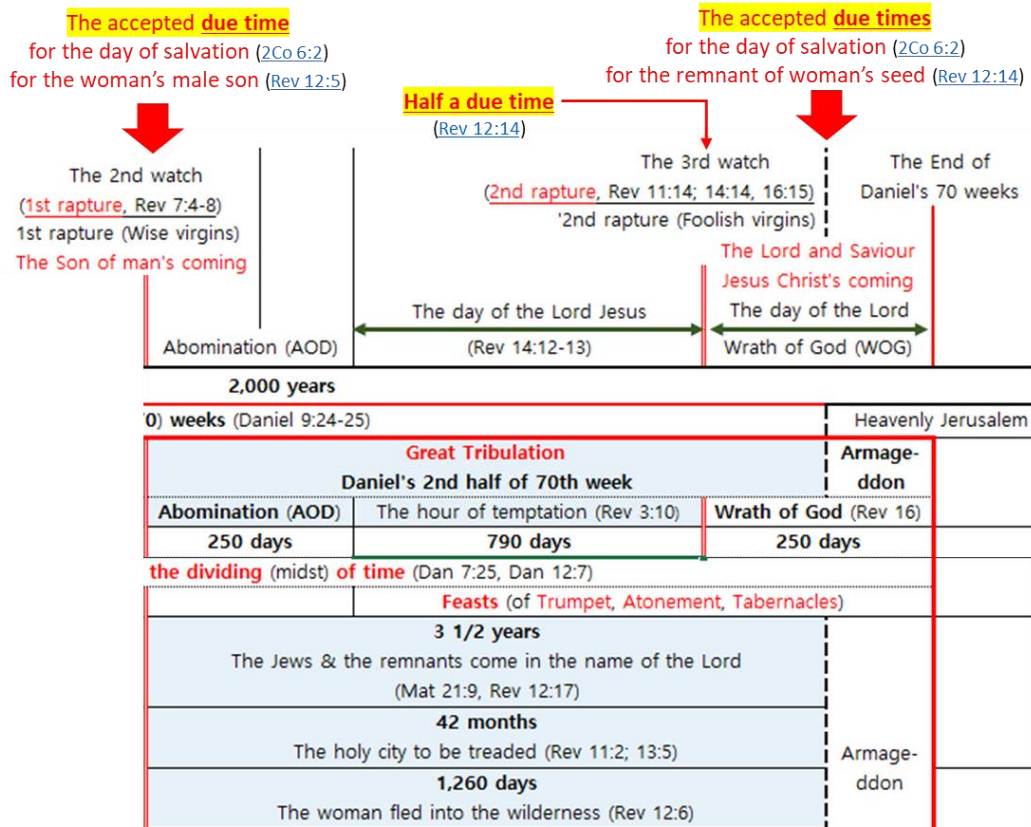 The accepted due time
for the day of salvation (2Co 6:2)
for the woman's male son (Rev 12:5)
The accepted due times
for the day of salvation (2Co 6:2)
for the remnant of woman's seed (Rev 12:14)
Half a due time
(Rev 12:14)
The 2nd watch
(1st rapture, Rev 7:4-8)
1st rapture (Wise virgins)
The Son of man's coming
The 3rd watch
(2nd rapture, Rev 11:14; 14:14, 16:15)
'2nd rapture (Foolish virgins)
The Lord and Saviour
Jesus Christ's coming
The End of
Daniel's 70 weeks
Abomination (AOD)
The day of the Lord Jesus
(Rev 14:12-13)
The day of the Lord
Wrath of God (WOG)
2,000 years
0) weeks (Daniel 9:24-25)
Heavenly Jerusalem
Great Tribulation
Daniel's 2nd half of 70th week
Armage-
ddon
Abomination (AOD)
The hour of temptation (Rev 3:10)
Wrath of God (Rev 16)
250 days
790 days
250 days
the dividing (midst) of time (Dan 7:25, Dan 12:7)
Feasts (of Trumpet, Atonement, Tabernacles)
3 1/2 years
The Jews & the remnants come in the name of the Lord
(Mat 21:9, Rev 12:17)
42 months
The holy city to be treaded (Rev 11:2; 13:5)
1,260 days
The woman fled into the wilderness (Rev 12:6)
Armage-
ddon